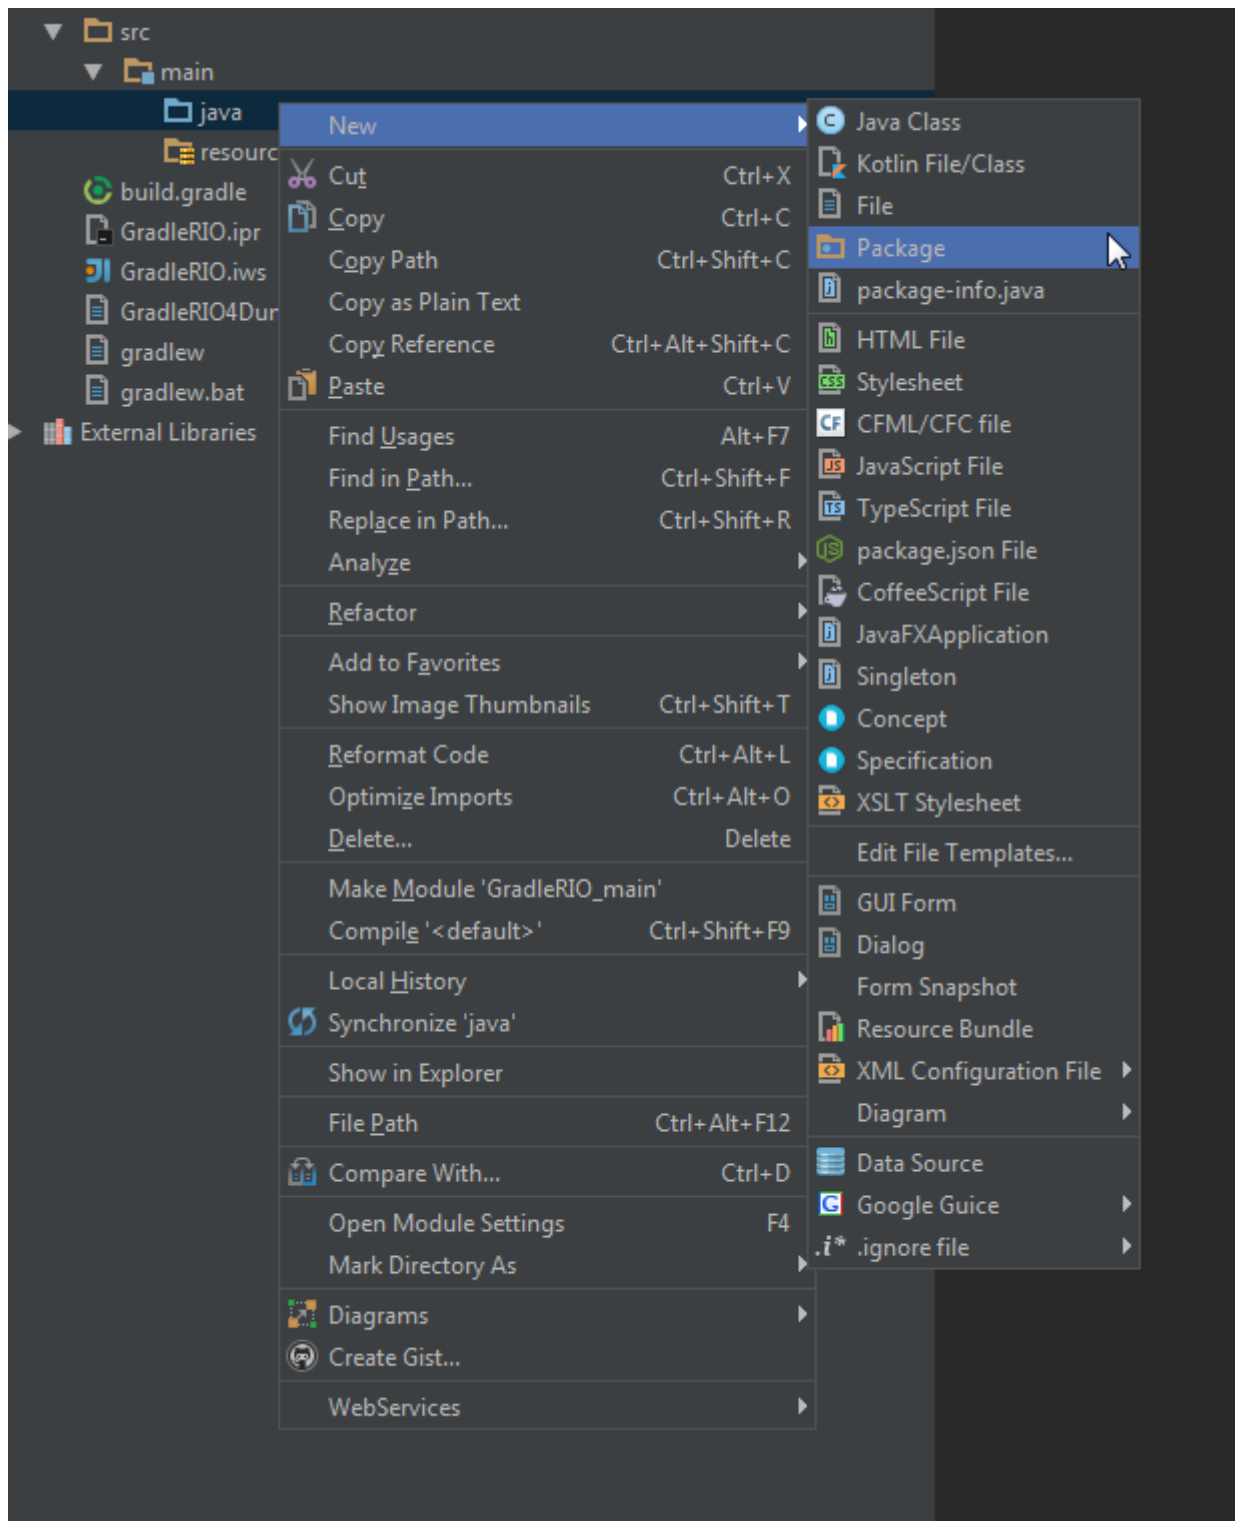 src
main
java
resourc
build.gradle
GradleRIO.ipr
GradleRIO.iws
GradleRIO4Dur
gradlew
gradlew.bat
External Libraries
New
Cut Ctrl+X
Copy Ctrl+C
Copy Path Ctrl+Shift+C
Copy as Plain Text
Copy Reference Ctrl+Alt+Shift+C
Paste Ctrl+V
Find Usages Alt+F7
Find in Path... Ctrl+Shift+F
Replace in Path... Ctrl+Shift+R
Analyze
Refactor
Add to Favorites
Show Image Thumbnails Ctrl+Shift+T
Reformat Code Ctrl+Alt+L
Optimize Imports Ctrl+Alt+O
Delete... Delete
Make Module 'GradleRIO_main'
Compile '<default>' Ctrl+Shift+F9
Local History
Synchronize 'java'
Show in Explorer
File Path Ctrl+Alt+F12
Compare With... Ctrl+D
Open Module Settings F4
Mark Directory As
Diagrams
Create Gist...
WebServices
C Java Class
Kotlin File/Class
File
Package
package-info.java
h HTML File
CSS Stylesheet
CF CFML/CFC file
JS JavaScript File
TS TypeScript File
JS package.json File
CoffeeScript File
JavaFXApplication
Singleton
Concept
Specification
XSLT Stylesheet
Edit File Templates...
GUI Form
Dialog
Form Snapshot
Resource Bundle
XML Configuration File
Diagram
Data Source
G Google Guice
.i* .ignore file